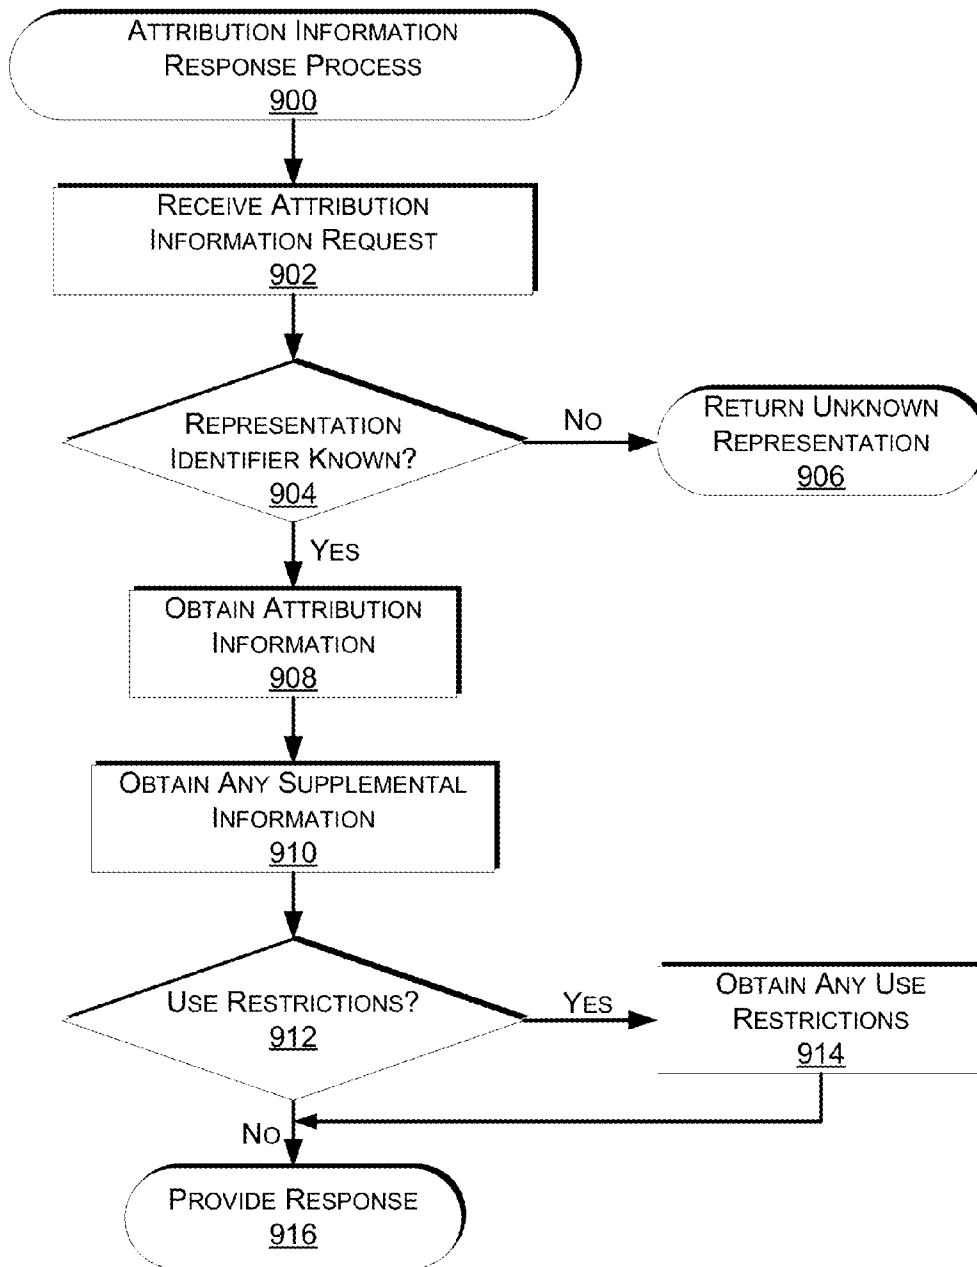 ATTRIBUTION INFORMATION
RESPONSE PROCESS
900
RECEIVE ATTRIBUTION
INFORMATION REQUEST
902
REPRESENTATION
IDENTIFIER KNOWN?
904
NO
RETURN UNKNOWN
REPRESENTATION
906
YES
OBTAIN ATTRIBUTION
INFORMATION
908
OBTAIN ANY SUPPLEMENTAL
INFORMATION
910
USE RESTRICTIONS?
912
YES
OBTAIN ANY USE
RESTRICTIONS
914
NO
PROVIDE RESPONSE
916